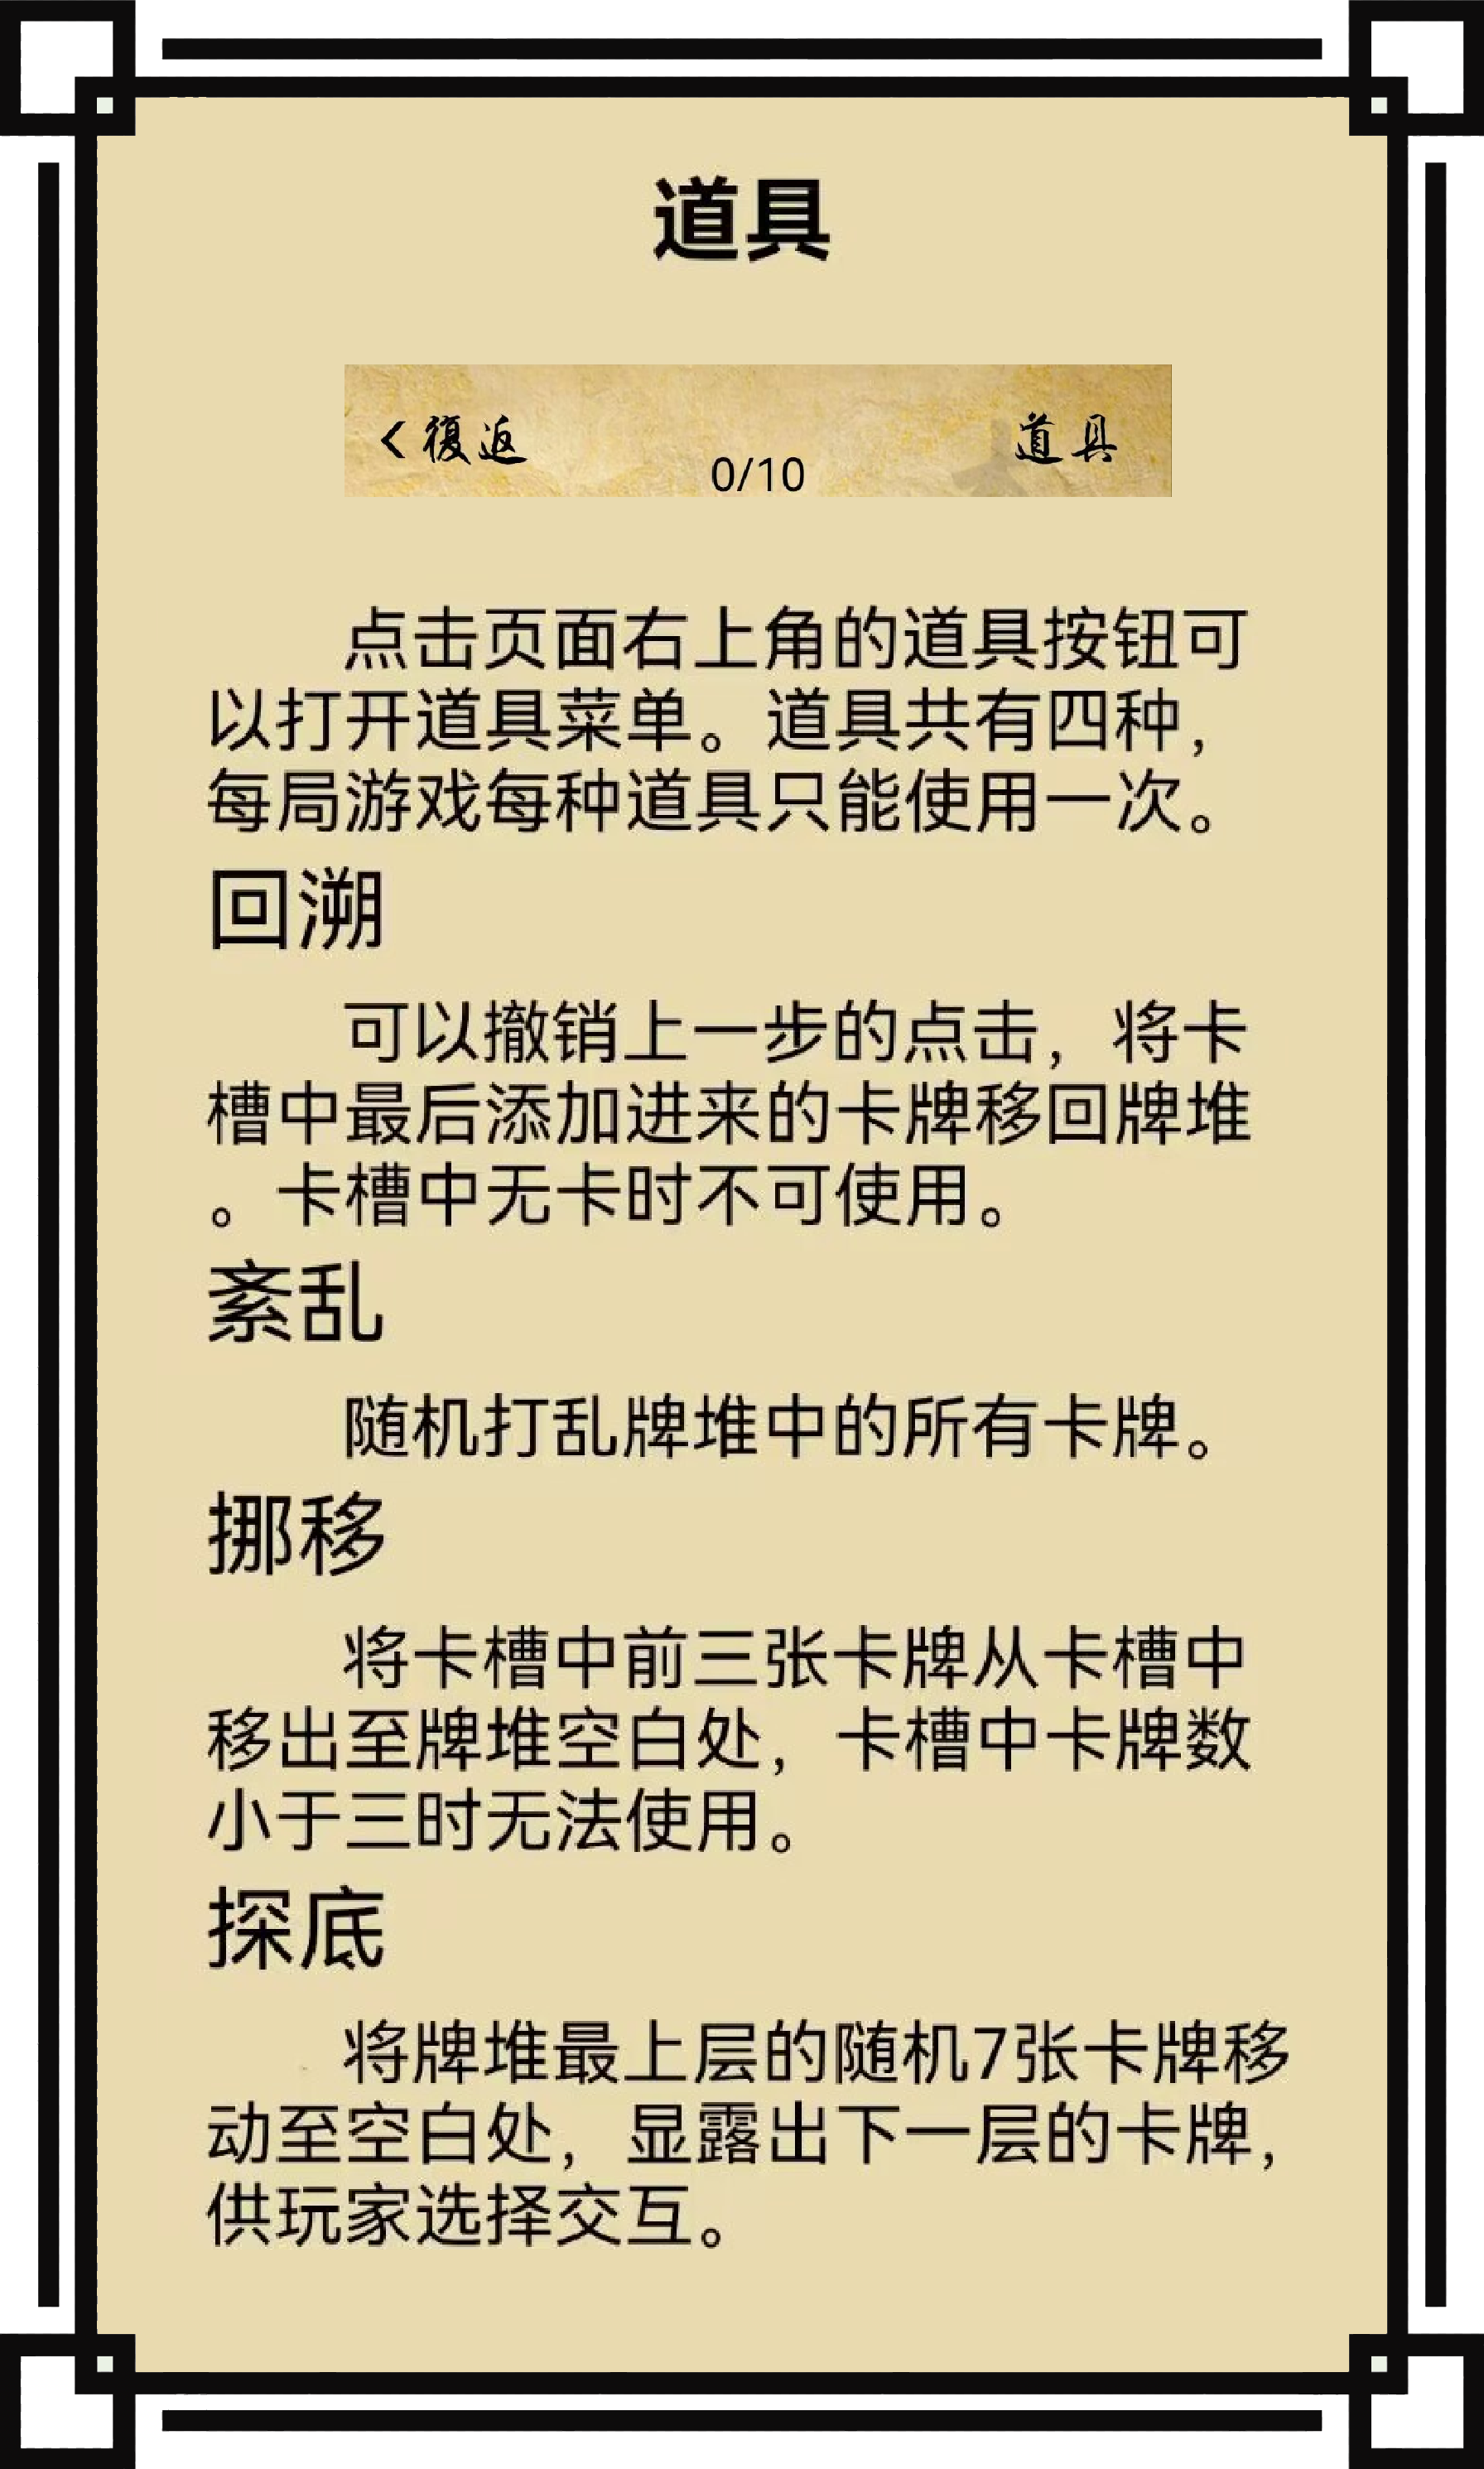 道具
<復返
道具
0/10
点击页面右上角的道具按钮可
以打开道具菜单。道具共有四种，
每局游戏每种道具只能使用一次。
回溯
可以撤销上一步的点击，将卡
槽中最后添加进来的卡牌移回牌堆
。卡槽中无卡时不可使用。
紊乱
随机打乱牌堆中的所有卡牌。
挪移
将卡槽中前三张卡牌从卡槽中
移出至牌堆空白处，卡槽中卡牌数
小于三时无法使用。
探底
将牌堆最上层的随机7张卡牌移
动至空白处，显露出下一层的卡牌，
供玩家选择交互。